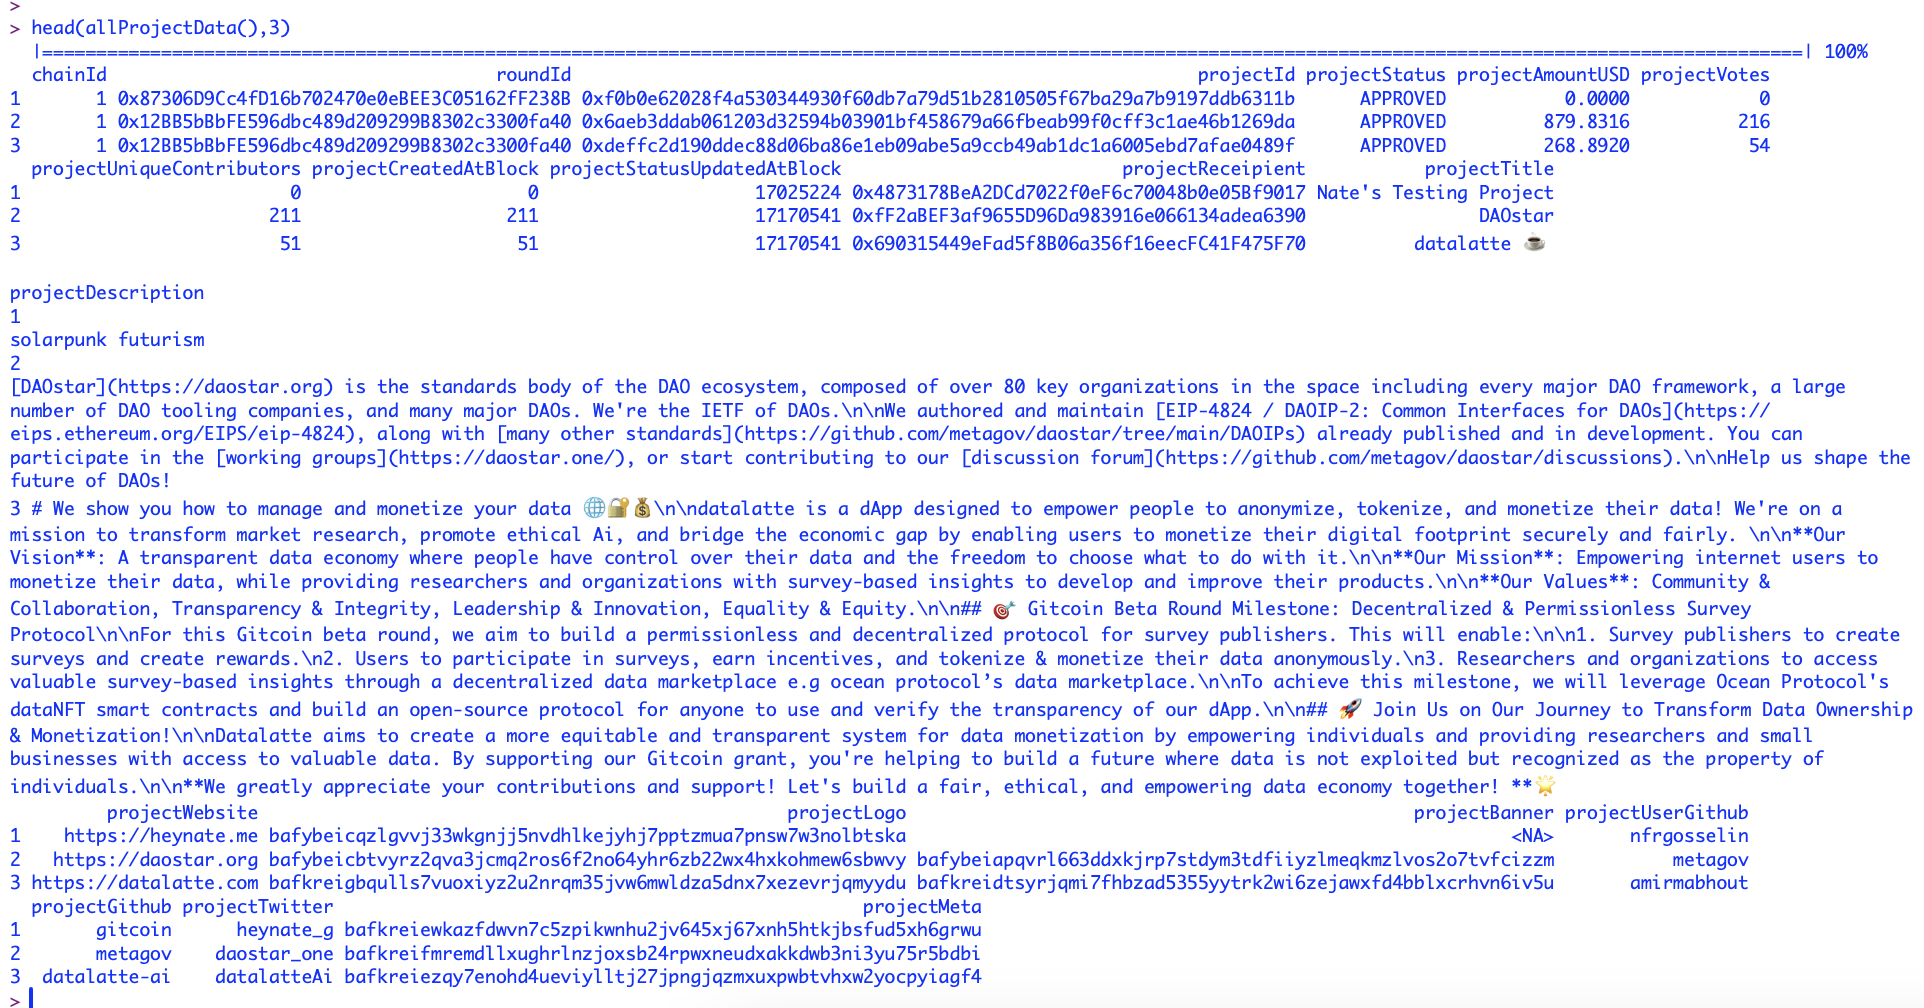 >
> head(allProjectData(),3)
|====================================================================================================================================================================| 100%
chainId roundId projectId projectStatus projectAmountUSD projectVotes
1 1 0x87306D9Cc4fD16b702470e0eBEE3C05162fF238B 0xf0b0e62028f4a530344930f60db7a79d51b2810505f67ba29a7b9197ddb6311b APPROVED 0.0000 0
2 1 0x12BB5bBbFE596dbc489d209299B8302c3300fa40 0x6aeb3ddab061203d32594b03901bf458679a66fbeab99f0cff3c1ae46b1269da APPROVED 879.8316 216
3 1 0x12BB5bBbFE596dbc489d209299B8302c3300fa40 0xdeffc2d190ddec88d06ba86e1eb09abe5a9ccb49ab1dc1a6005ebd7afae0489f APPROVED 268.8920 54
projectUniqueContributors projectCreatedAtBlock projectStatusUpdatedAtBlock projectReceipient projectTitle
1 0 0 17025224 0x4873178BeA2DCd7022f0eF6c70048b0e05Bf9017 Nate's Testing Project
2 211 211 17170541 0xfF2aBEF3af9655D96Da983916e066134adea6390 DAOstar
3 51 51 17170541 0x690315449eFad5f8B06a356f16eecFC41F475F70 datalatte ☕
projectDescription
1
solarpunk futurism
2
[DAOstar](https://daostar.org) is the standards body of the DAO ecosystem, composed of over 80 key organizations in the space including every major DAO framework, a large
number of DAO tooling companies, and many major DAOs. We're the IETF of DAOs.\n\nWe authored and maintain [EIP-4824 / DAOIP-2: Common Interfaces for DAOs](https://
eips.ethereum.org/EIPS/eip-4824), along with [many other standards](https://github.com/metagov/daostar/tree/main/DAOIPs) already published and in development. You can
participate in the [working groups](https://daostar.one/), or start contributing to our [discussion forum](https://github.com/metagov/daostar/discussions).\n\nHelp us shape the
future of DAOs!
3 # We show you how to manage and monetize your data 🌐🔐💰\n\ndatalatte is a dApp designed to empower people to anonymize, tokenize, and monetize their data! We're on a
mission to transform market research, promote ethical Ai, and bridge the economic gap by enabling users to monetize their digital footprint securely and fairly. \n\n**Our
Vision**: A transparent data economy where people have control over their data and the freedom to choose what to do with it.\n\n**Our Mission**: Empowering internet users to
monetize their data, while providing researchers and organizations with survey-based insights to develop and improve their products.\n\n**Our Values**: Community &
Collaboration, Transparency & Integrity, Leadership & Innovation, Equality & Equity.\n\n## 🎯 Gitcoin Beta Round Milestone: Decentralized & Permissionless Survey
Protocol\n\nFor this Gitcoin beta round, we aim to build a permissionless and decentralized protocol for survey publishers. This will enable:\n\n1. Survey publishers to create
surveys and create rewards.\n2. Users to participate in surveys, earn incentives, and tokenize & monetize their data anonymously.\n3. Researchers and organizations to access
valuable survey-based insights through a decentralized data marketplace e.g ocean protocol’s data marketplace.\n\nTo achieve this milestone, we will leverage Ocean Protocol's
dataNFT smart contracts and build an open-source protocol for anyone to use and verify the transparency of our dApp.\n\n## 🚀 Join Us on Our Journey to Transform Data Ownership
& Monetization!\n\nDatalatte aims to create a more equitable and transparent system for data monetization by empowering individuals and providing researchers and small
businesses with access to valuable data. By supporting our Gitcoin grant, you're helping to build a future where data is not exploited but recognized as the property of
individuals.\n\n**We greatly appreciate your contributions and support! Let's build a fair, ethical, and empowering data economy together! **🌟
projectWebsite projectLogo projectBanner projectUserGithub
1 https://heynate.me bafybeicqzlgvvj33wkgnjj5nvdhlkejyhj7pptzmua7pnsw7w3nolbtska <NA> nfrgosselin
2 https://daostar.org bafybeicbtvyrz2qva3jcmq2ros6f2no64yhr6zb22wx4hxkohmew6sbwvy bafybeiapqvrl663ddxkjrp7stdym3tdfiiyzlmeqkmzlvos2o7tvfcizzm metagov
3 https://datalatte.com bafkreigbqulls7vuoxiyz2u2nrqm35jvw6mwldza5dnx7xezevrjqmyydu bafkreidtsyrjqmi7fhbzad5355yytrk2wi6zejawxfd4bblxcrhvn6iv5u amirmabhout
projectGithub projectTwitter projectMeta
1 gitcoin heynate_g bafkreiewkazfdwvn7c5zpikwnhu2jv645xj67xnh5htkjbsfud5xh6grwu
2 metagov daostar_one bafkreifmremdllxughrlnzjoxsb24rpwxneudxakkdwb3ni3yu75r5bdbi
3 datalatte-ai datalatteAi bafkreiezqy7enohd4ueviylltj27jpngjqzmxuxpwbtvhxw2yocpyiagf4
>